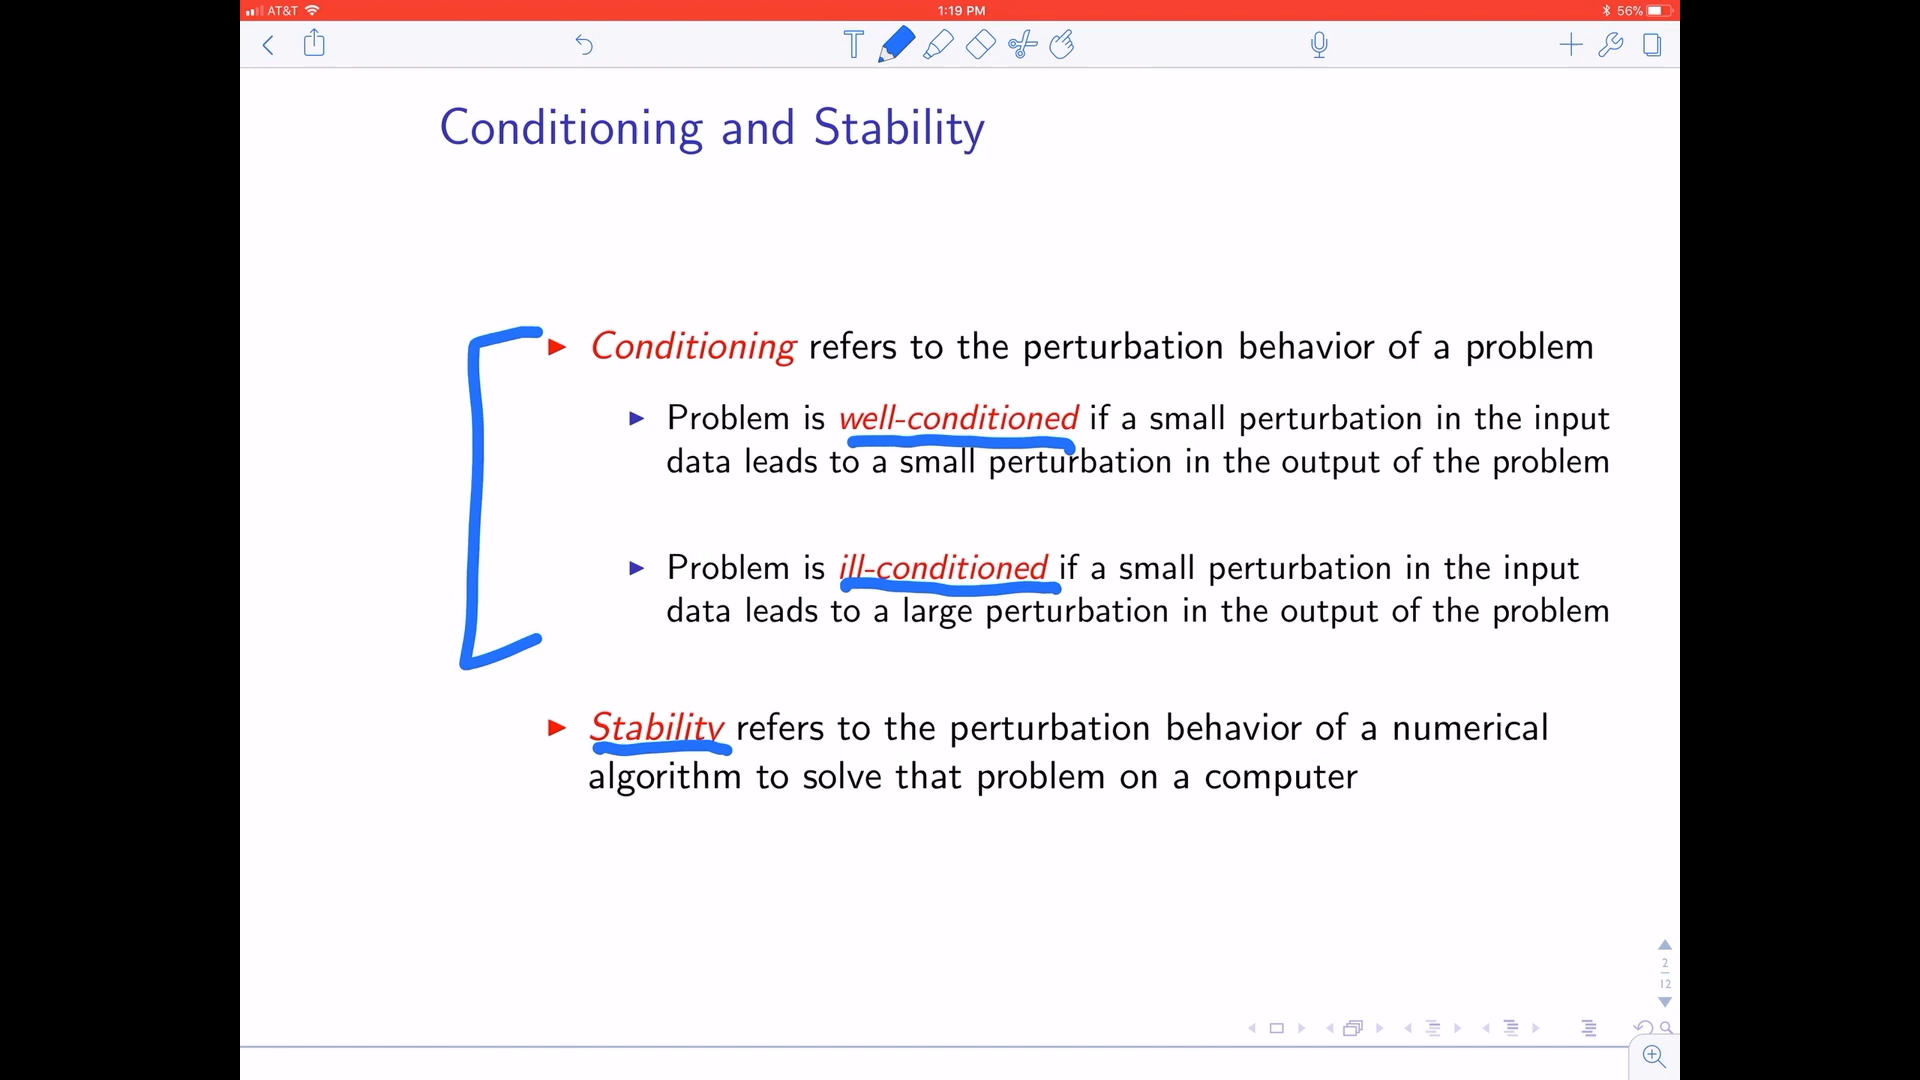 AT&T 1:19 PM 56%
T
Conditioning and Stability
Conditioning refers to the perturbation behavior of a problem
Problem is well-conditioned if a small perturbation in the input
data leads to a small perturbation in the output of the problem
Problem is ill-conditioned if a small perturbation in the input
data leads to a large perturbation in the output of the problem
Stability refers to the perturbation behavior of a numerical
algorithm to solve that problem on a computer
2
12